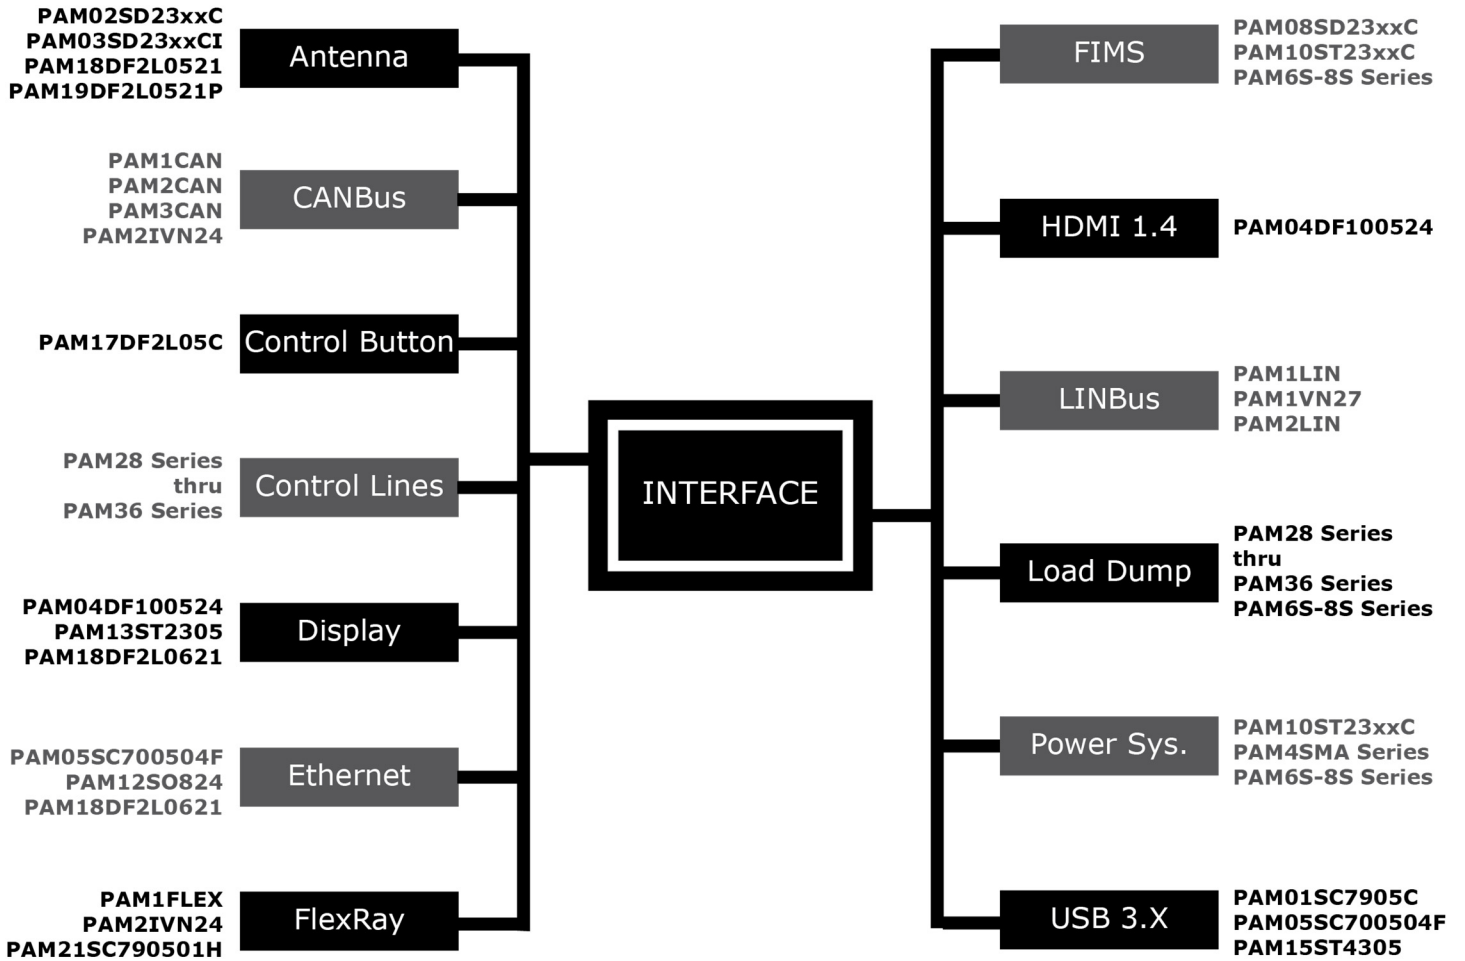 PAM02SD23xxC
PAM03SD23xxCI
PAM18DF2L0521
PAM19DF2L0521P
Antenna
PAM1CAN
PAM2CAN
PAM3CAN
PAM2IVN24
CANBus
PAM17DF2L05C
Control Button
PAM28 Series
thru
PAM36 Series
Control Lines
PAM04DF100524
PAM13ST2305
PAM18DF2L0621
Display
PAM05SC700504F
PAM12SO824
PAM18DF2L0621
Ethernet
PAM1FLEX
PAM2IVN24
PAM21SC790501H
FlexRay
INTERFACE
FIMS
PAM08SD23xxC
PAM10ST23xxC
PAM6S-8S Series
HDMI 1.4
PAM04DF100524
LINBus
PAM1LIN
PAM1VN27
PAM2LIN
Load Dump
PAM28 Series
thru
PAM36 Series
PAM6S-8S Series
Power Sys.
PAM10ST23xxC
PAM4SMA Series
PAM6S-8S Series
USB 3.X
PAM01SC7905C
PAM05SC700504F
PAM15ST4305